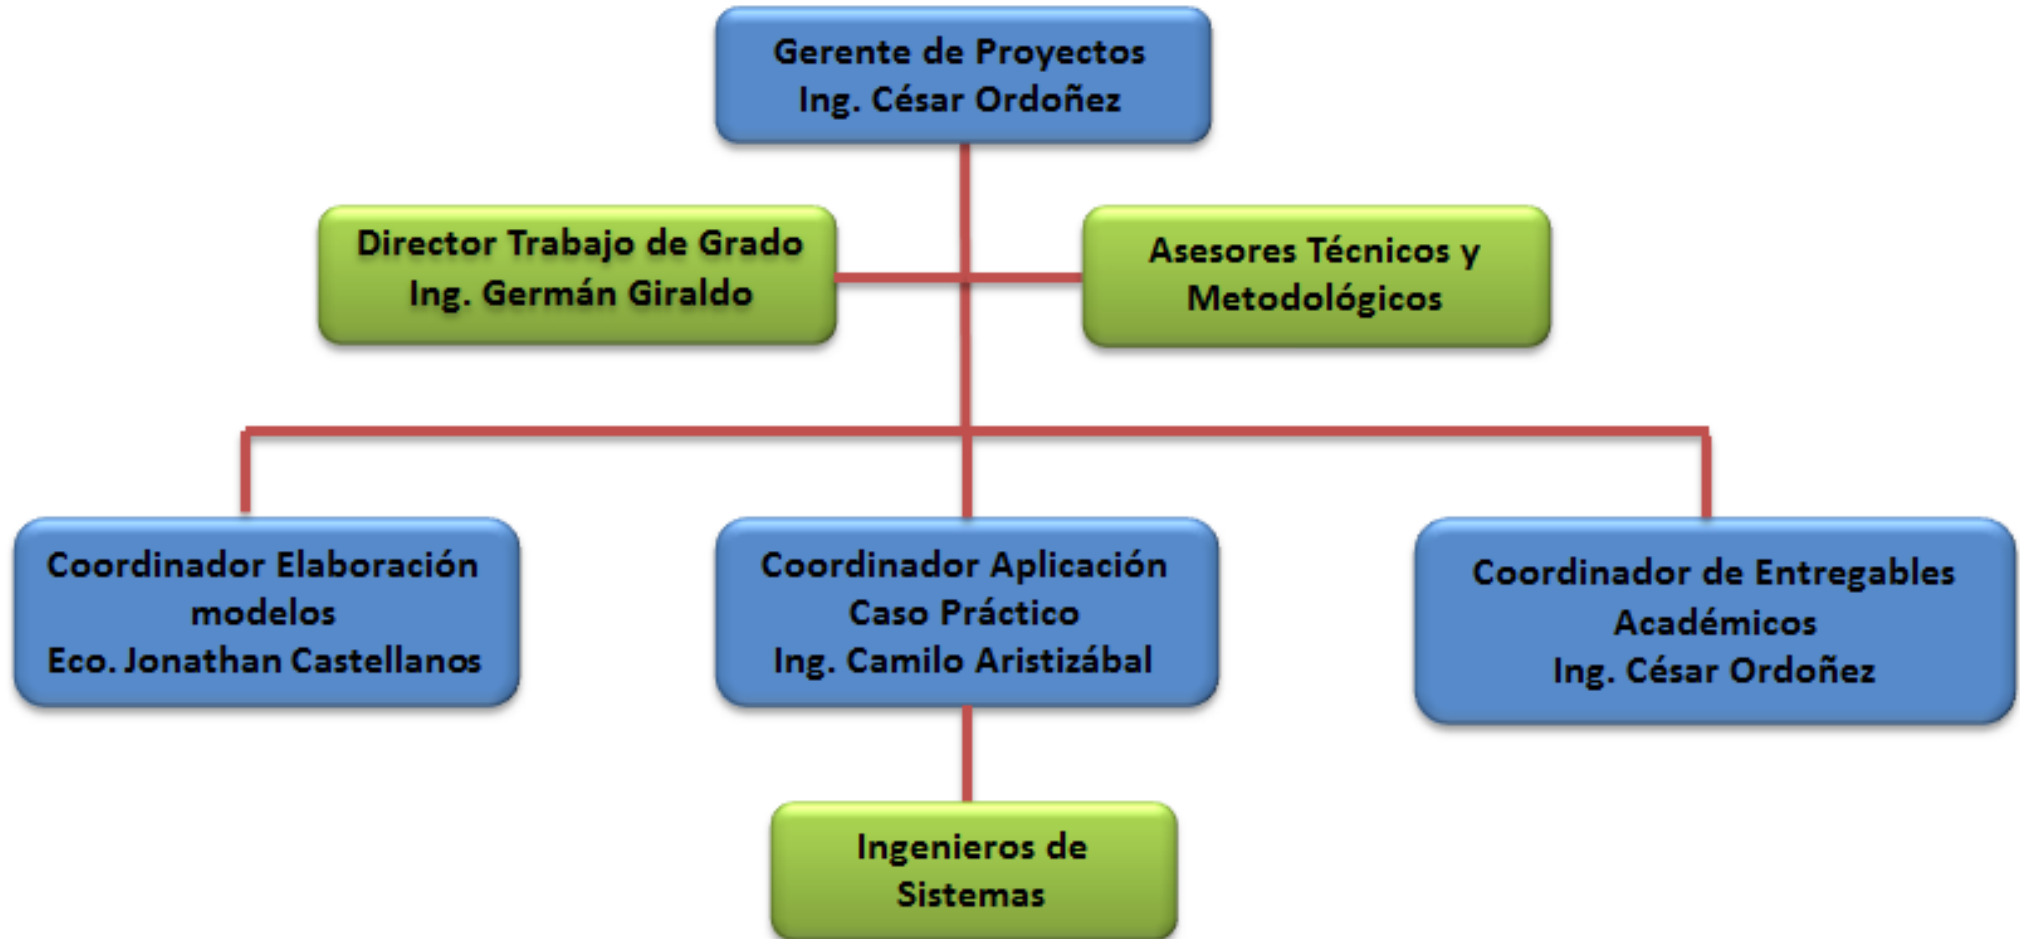 Gerente de Proyectos
Ing. César Ordoñez
Director Trabajo de Grado
Ing. Germán Giraldo
Asesores Técnicos y
Metodológicos
Coordinador Elaboración
modelos
Eco. Jonathan Castellanos
Coordinador Aplicación
Caso Práctico
Ing. Camilo Aristizábal
Coordinador de Entregables
Académicos
Ing. César Ordoñez
Ingenieros de
Sistemas